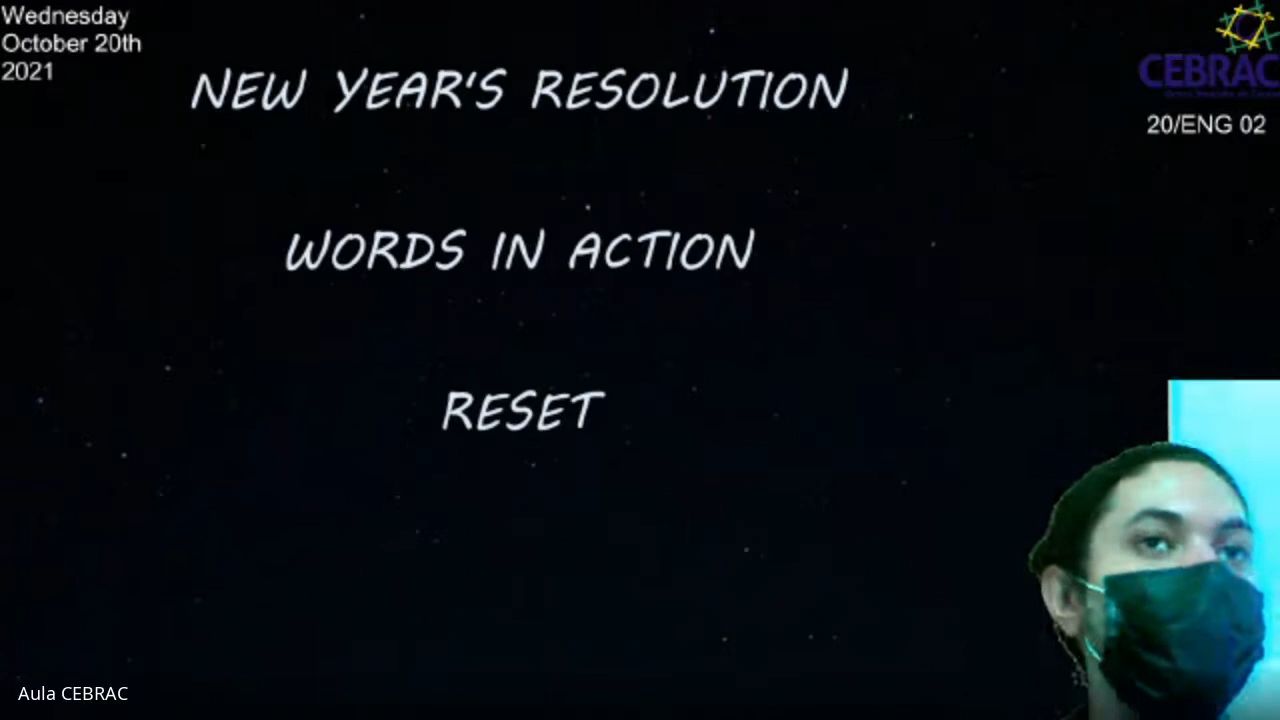 Wednesday
October 20th
2021
NEW YEAR'S RESOLUTION
CEBRAC
20/ENG 02
WORDS IN ACTION
RESET
Aula CEBRAC